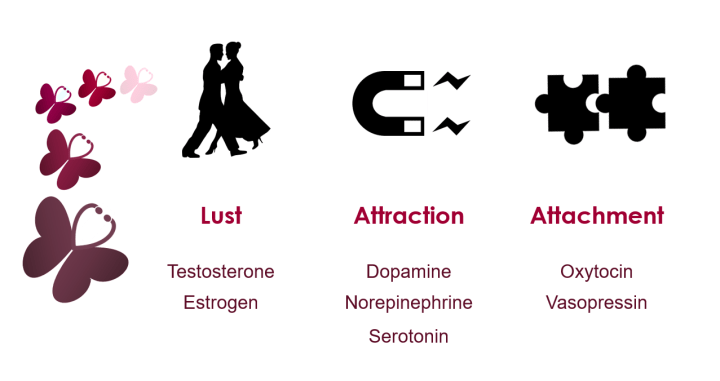 Lust
Attraction
Attachment
Testosterone
Dopamine
Oxytocin
Estrogen
Norepinephrine
Vasopressin
Serotonin